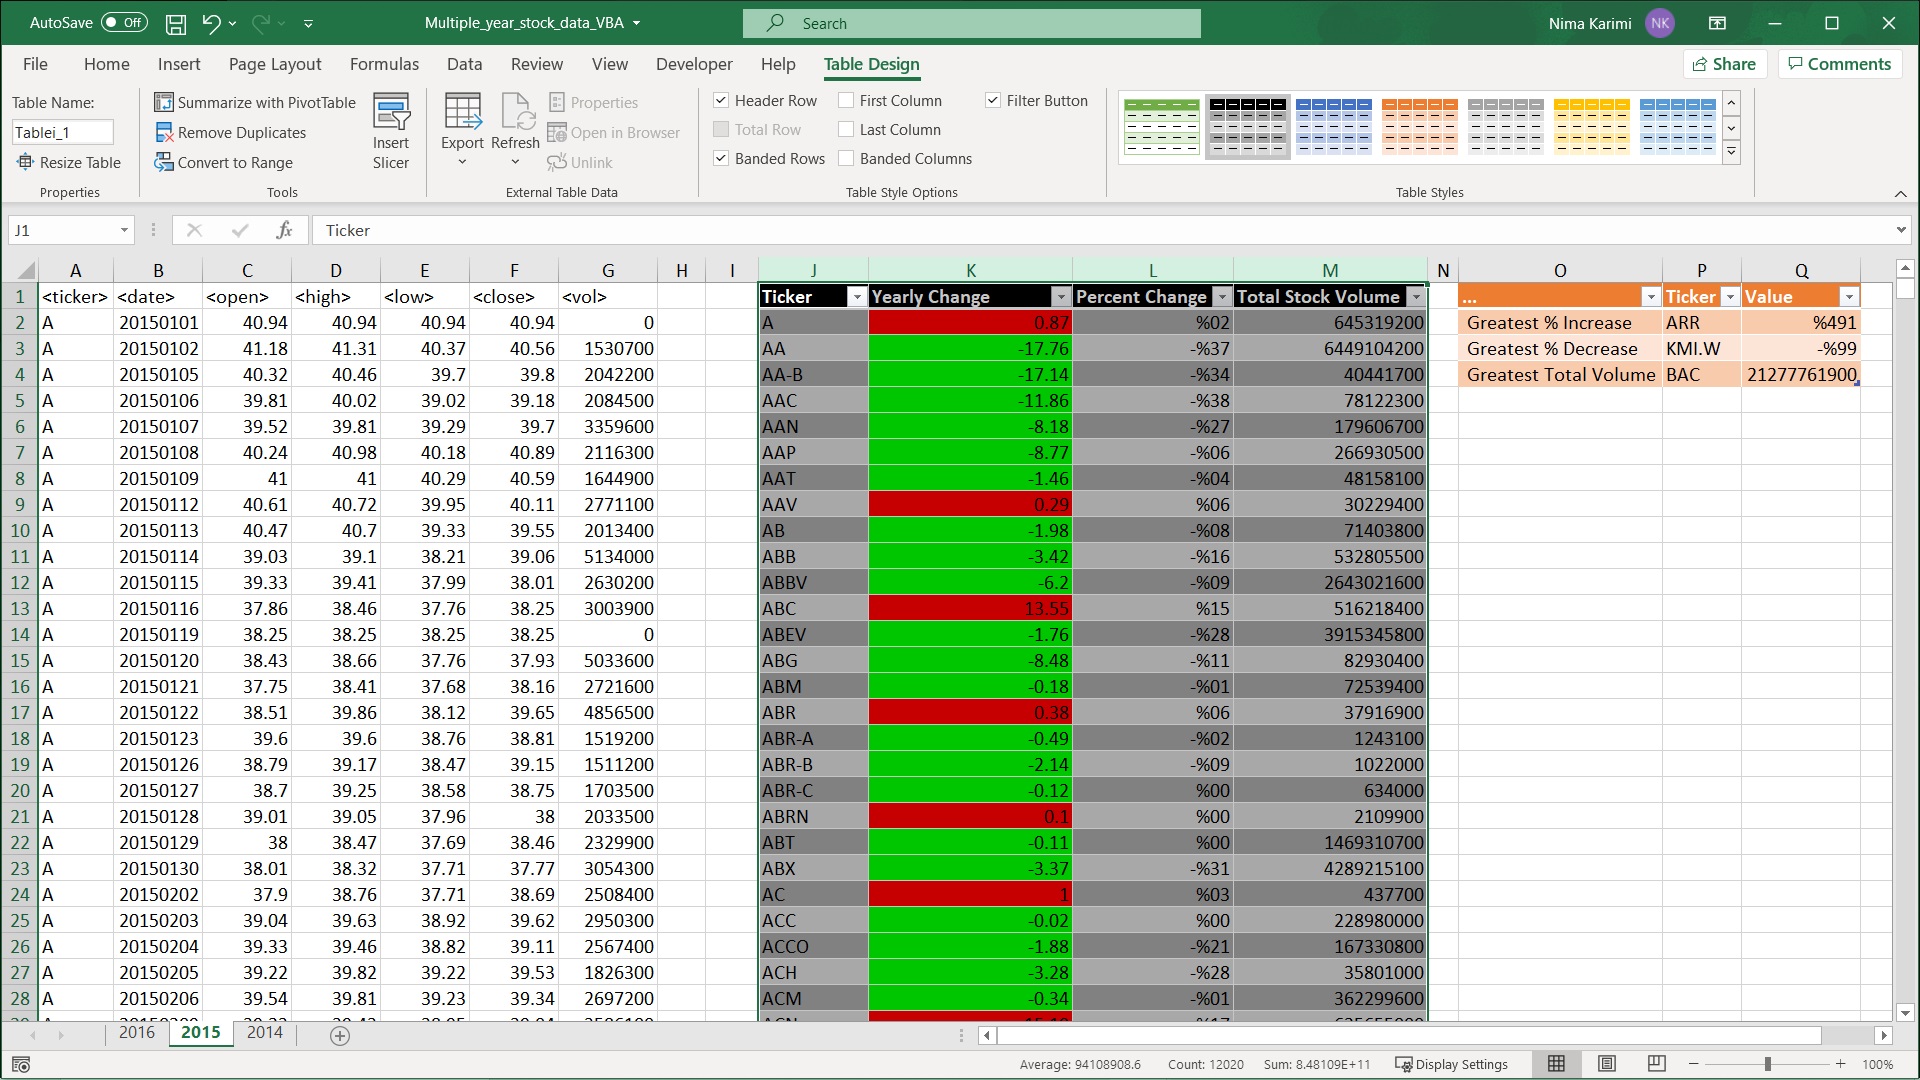 AutoSave Off Multiple_year_stock_data_VBA Search Nima Karimi NK
File Home Insert Page Layout Formulas Data Review View Developer Help Table Design Share Comments
Table Name:
Tablei_1
Resize Table
Properties
Summarize with PivotTable
Remove Duplicates
Convert to Range
Insert Slicer
Tools
Export Refresh
Properties
Open in Browser
Unlink
External Table Data
Header Row First Column Filter Button
Total Row Last Column
Banded Rows Banded Columns
Table Style Options
Table Styles
J1 fx Ticker
A B C D E F G H I J K L M N O P Q
1 <ticker> <date> <open> <high> <low> <close> <vol> Ticker Yearly Change Percent Change Total Stock Volume ... Ticker Value
2 A 20150101 40.94 40.94 40.94 40.94 0 A 0.87 %02 645319200 Greatest % Increase ARR %491
3 A 20150102 41.18 41.31 40.37 40.56 1530700 AA -17.76 -%37 6449104200 Greatest % Decrease KMI.W -%99
4 A 20150105 40.32 40.46 39.7 39.8 2042200 AA-B -17.14 -%34 40441700 Greatest Total Volume BAC 21277761900
5 A 20150106 39.81 40.02 39.02 39.18 2084500 AAC -11.86 -%38 78122300
6 A 20150107 39.52 39.81 39.29 39.7 3359600 AAN -8.18 -%27 179606700
7 A 20150108 40.24 40.98 40.18 40.89 2116300 AAP -8.77 -%06 266930500
8 A 20150109 41 41 40.29 40.59 1644900 AAT -1.46 -%04 48158100
9 A 20150112 40.61 40.72 39.95 40.11 2771100 AAV 0.29 %06 30229400
10 A 20150113 40.47 40.7 39.33 39.55 2013400 AB -1.98 -%08 71403800
11 A 20150114 39.03 39.1 38.21 39.06 5134000 ABB -3.42 -%16 532805500
12 A 20150115 39.33 39.41 37.99 38.01 2630200 ABBV -6.2 -%09 2643021600
13 A 20150116 37.86 38.46 37.76 38.25 3003900 ABC 13.55 %15 516218400
14 A 20150119 38.25 38.25 38.25 38.25 0 ABEV -1.76 -%28 3915345800
15 A 20150120 38.43 38.66 37.76 37.93 5033600 ABG -8.48 -%11 82930400
16 A 20150121 37.75 38.41 37.68 38.16 2721600 ABM -0.18 -%01 72539400
17 A 20150122 38.51 39.86 38.12 39.65 4856500 ABR 0.38 %06 37916900
18 A 20150123 39.6 39.6 38.76 38.81 1519200 ABR-A -0.49 -%02 1243100
19 A 20150126 38.79 39.17 38.47 39.15 1511200 ABR-B -2.14 -%09 1022000
20 A 20150127 38.7 39.25 38.58 38.75 1703500 ABR-C -0.12 %00 634000
21 A 20150128 39.01 39.05 37.96 38 2033500 ABRN 0.1 %00 2109900
22 A 20150129 38 38.47 37.69 38.46 2329900 ABT -0.11 %00 1469310700
23 A 20150130 38.01 38.32 37.71 37.77 3054300 ABX -3.37 -%31 4289215100
24 A 20150202 37.9 38.76 37.71 38.69 2508400 AC 1 %03 437700
25 A 20150203 39.04 39.63 38.92 39.62 2950300 ACC -0.02 %00 228980000
26 A 20150204 39.33 39.46 38.82 39.11 2567400 ACCO -1.88 -%21 167330800
27 A 20150205 39.22 39.82 39.22 39.53 1826300 ACH -3.28 -%28 35801000
28 A 20150206 39.54 39.81 39.23 39.34 2697200 ACM -0.34 -%01 362299600
2016 2015 2014
Average: 94108908.6 Count: 12020 Sum: 8.48109E+11 Display Settings 100%